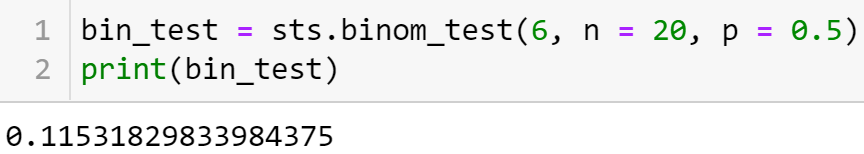 1 bin_test = sts.binom_test(6, n = 20, p = 0.5)
2 print(bin_test)
0.11531829833984375